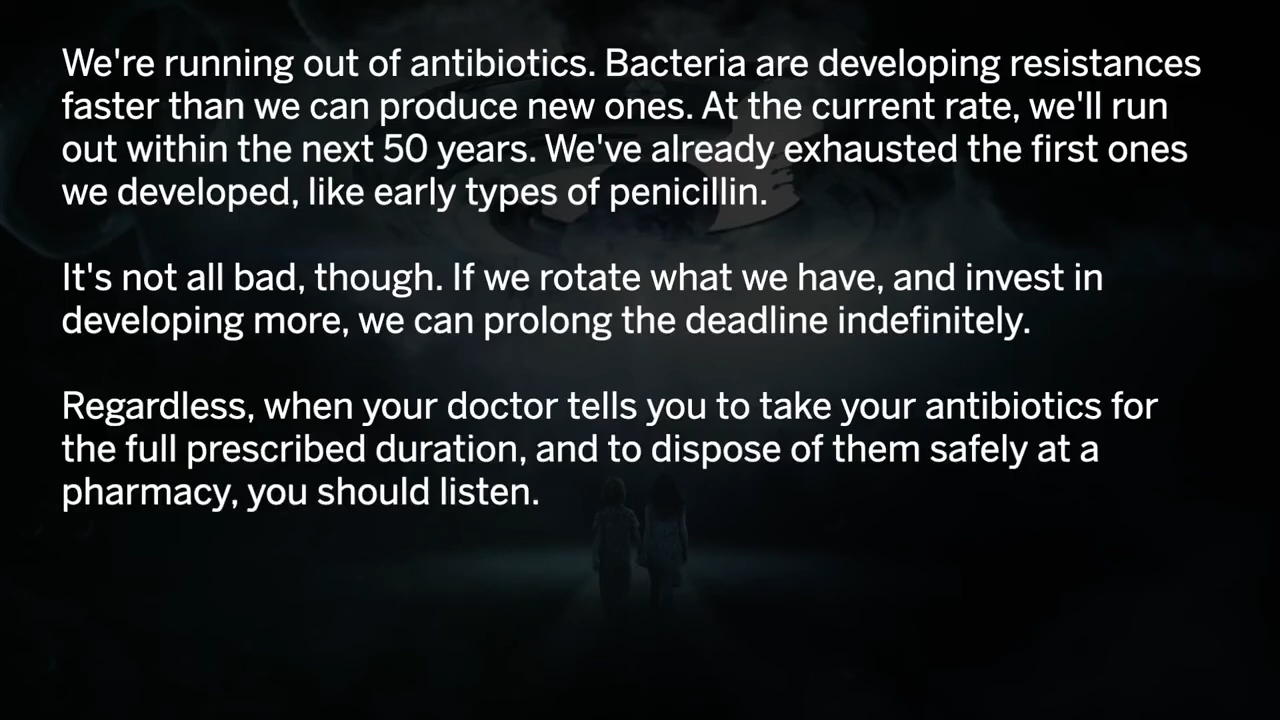 We're running out of antibiotics. Bacteria are developing resistances
faster than we can produce new ones. At the current rate, we'll run
out within the next 50 years. We've already exhausted the first ones
we developed, like early types of penicillin.
It's not all bad, though. If we rotate what we have, and invest in
developing more, we can prolong the deadline indefinitely.
Regardless, when your doctor tells you to take your antibiotics for
the full prescribed duration, and to dispose of them safely at a
pharmacy, you should listen.